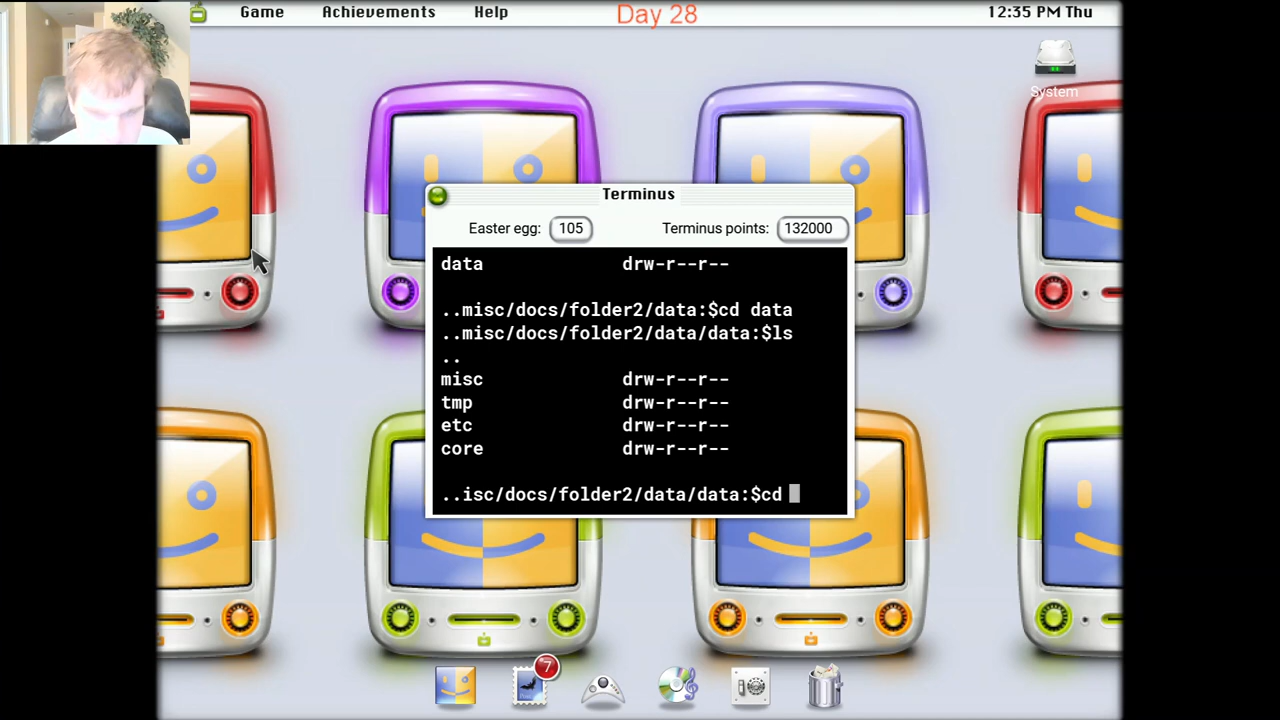 Game Achievements Help Day 28 12:35 PM Thu
System
Terminus
Easter egg: 105 Terminus points: 132000
data drw-r--r--
..misc/docs/folder2/data:$cd data
..misc/docs/folder2/data/data:$ls
..
misc drw-r--r--
tmp drw-r--r--
etc drw-r--r--
core drw-r--r--
..isc/docs/folder2/data/data:$cd
7